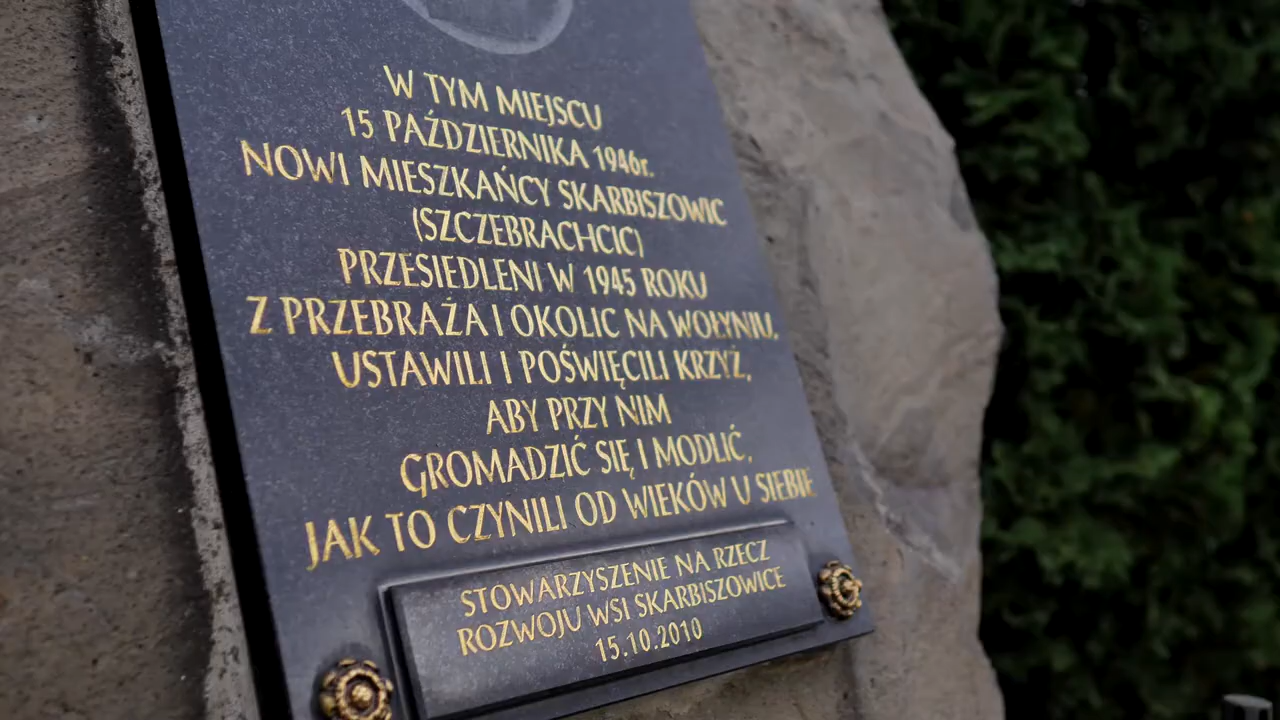 W TYM MIEJSCU
15 PAŹDZIERNIKA 1946r.
NOWI MIESZKAŃCY SKARBISZOWIC
(SZCZEBRACHCIC)
PRZESIEDLENI W 1945 ROKU
Z PRZEBRAŻA I OKOLIC NA WOŁYNIU,
USTAWILI I POŚWIĘCILI KRZYŻ,
ABY PRZY NIM
GROMADZIĆ SIĘ I MODLIĆ,
JAK TO CZYNILI OD WIEKÓW U SIEBIE
STOWARZYSZENIE NA RZECZ
ROZWOJU WSI SKARBISZOWICE
15.10.2010